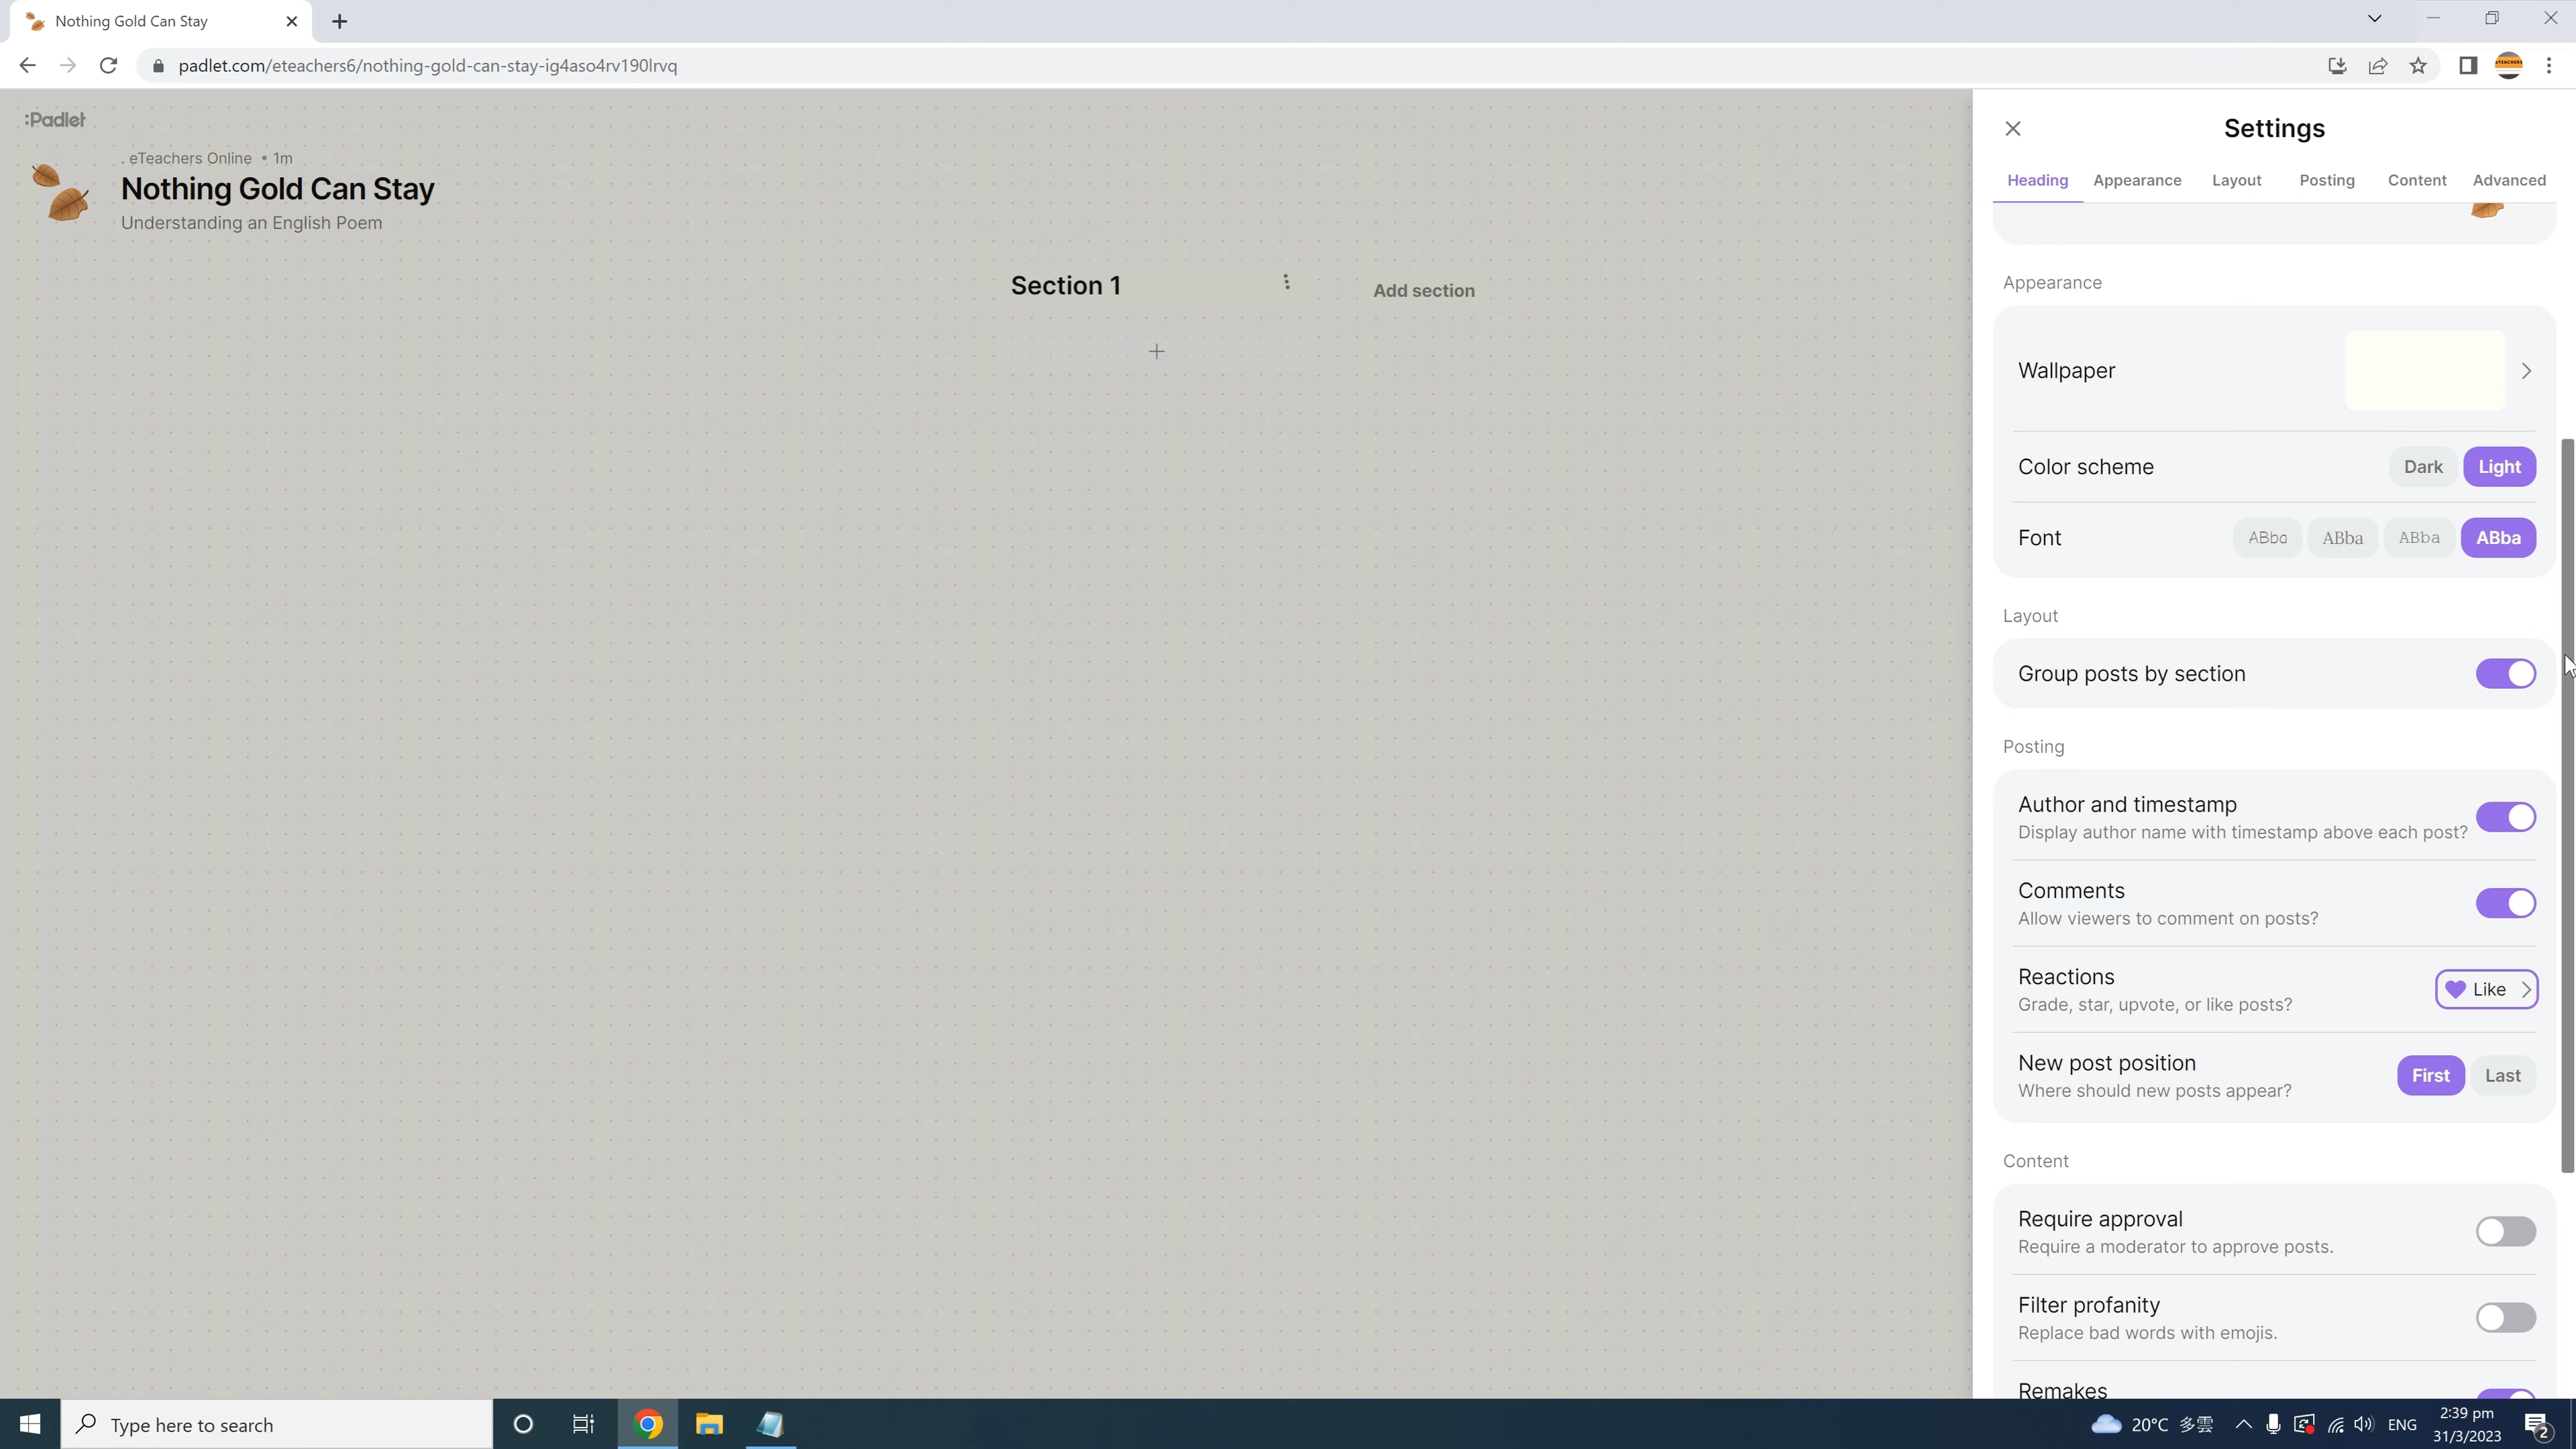 Nothing Gold Can Stay
padlet.com/eteachers6/nothing-gold-can-stay-ig4aso4rv190lrvq
:Padlet
. eTeachers Online • 1m
Nothing Gold Can Stay
Understanding an English Poem
Section 1
Add section
Settings
Heading Appearance Layout Posting Content Advanced
Appearance
Wallpaper
Color scheme Dark Light
Font ABba ABba ABba ABba
Layout
Group posts by section
Posting
Author and timestamp
Display author name with timestamp above each post?
Comments
Allow viewers to comment on posts?
Reactions
Like
Grade, star, upvote, or like posts?
New post position
First Last
Where should new posts appear?
Content
Require approval
Require a moderator to approve posts.
Filter profanity
Replace bad words with emojis.
Remakes
Type here to search
20°C 多雲
ENG
2:39 pm
31/3/2023
2